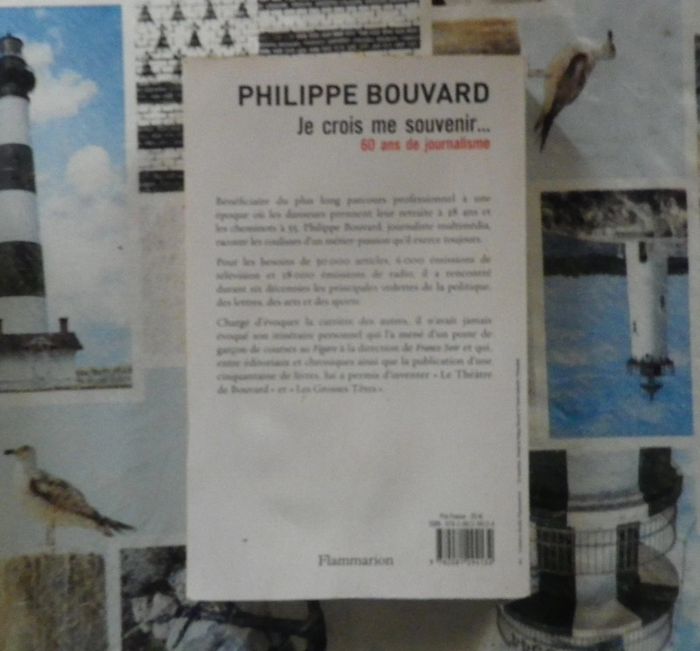 PHILIPPE BOUVARD
Je crois me souvenir...
60 ans de journalisme
Bénéficiaire du plus long parcours professionnel à une
époque où les danseurs prennent leur retraite à 38 ans et
les cheminots à 55, Philippe Bouvard, journaliste multimédia,
raconte les coulisses d'un métier-passion qu'il exerce toujours.
Pour les besoins de 30 000 articles, 6 000 émissions de
télévision et 18 000 émissions de radio, il a rencontré
durant six décennies les principales vedettes de la politique,
des lettres, des arts et des sports.
Chargé d'évoquer la carrière des autres, il n'avait jamais
évoqué son itinéraire personnel qui l'a mené d'un poste de
garçon de courses au Figaro à la direction de France-Soir et qui,
entre éditoriaux et chroniques ainsi que la publication d'une
cinquantaine de livres, lui a permis d'inventer « Le Théâtre
de Bouvard » et « Les Grosses Têtes ».
Prix France
ISBN
Flammarion